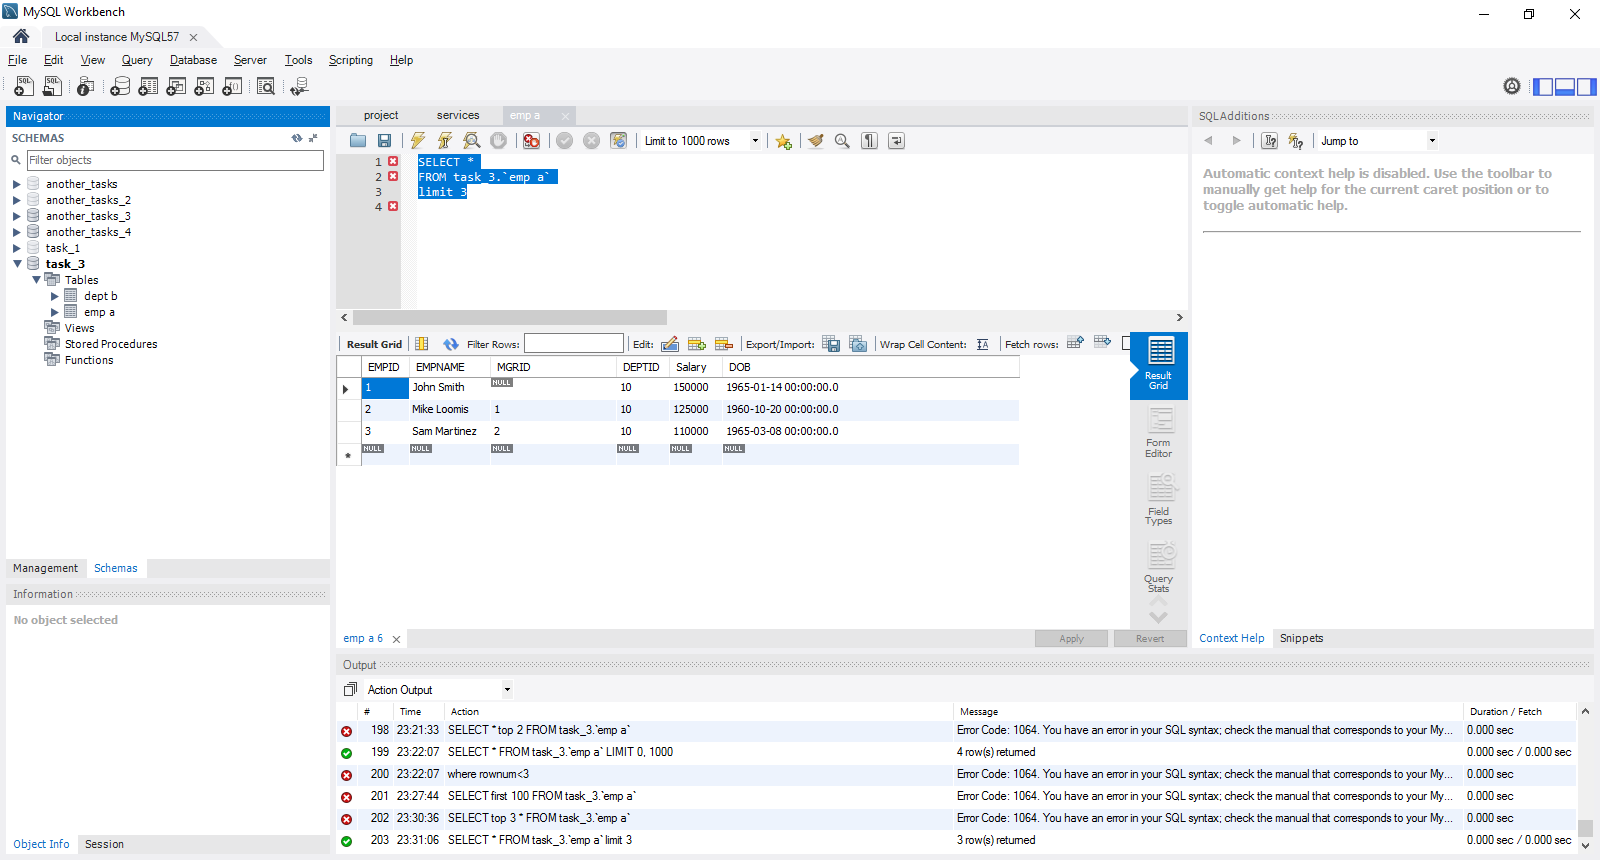 MySQL Workbench
Local instance MySQL57
File Edit View Query Database Server Tools Scripting Help
Navigator
SCHEMAS
Filter objects
another_tasks
another_tasks_2
another_tasks_3
another_tasks_4
task_1
task_3
Tables
dept b
emp a
Views
Stored Procedures
Functions
Management Schemas
Information
No object selected
Object Info Session
project services emp a
Limit to 1000 rows
1 SELECT *
2 FROM task_3.`emp a`
3 limit 3
4
Result Grid Filter Rows: Edit: Export/Import: Wrap Cell Content: Fetch rows:
EMPID EMPNAME MGRID DEPTID Salary DOB
1 John Smith NULL 10 150000 1965-01-14 00:00:00.0
2 Mike Loomis 1 10 125000 1960-10-20 00:00:00.0
3 Sam Martinez 2 10 110000 1965-03-08 00:00:00.0
NULL NULL NULL NULL NULL NULL
Result
Grid
Form
Editor
Field
Types
Query
Stats
emp a 6
Apply Revert
SQLAdditions
Jump to
Automatic context help is disabled. Use the toolbar to
manually get help for the current caret position or to
toggle automatic help.
Context Help Snippets
Output
Action Output
# Time Action Message Duration / Fetch
198 23:21:33 SELECT * top 2 FROM task_3.`emp a` Error Code: 1064. You have an error in your SQL syntax; check the manual that corresponds to your My... 0.000 sec
199 23:22:07 SELECT * FROM task_3.`emp a` LIMIT 0, 1000 4 row(s) returned 0.000 sec / 0.000 sec
200 23:22:07 where rownum<3 Error Code: 1064. You have an error in your SQL syntax; check the manual that corresponds to your My... 0.000 sec
201 23:27:44 SELECT first 100 FROM task_3.`emp a` Error Code: 1064. You have an error in your SQL syntax; check the manual that corresponds to your My... 0.000 sec
202 23:30:36 SELECT top 3 * FROM task_3.`emp a` Error Code: 1064. You have an error in your SQL syntax; check the manual that corresponds to your My... 0.000 sec
203 23:31:06 SELECT * FROM task_3.`emp a` limit 3 3 row(s) returned 0.000 sec / 0.000 sec